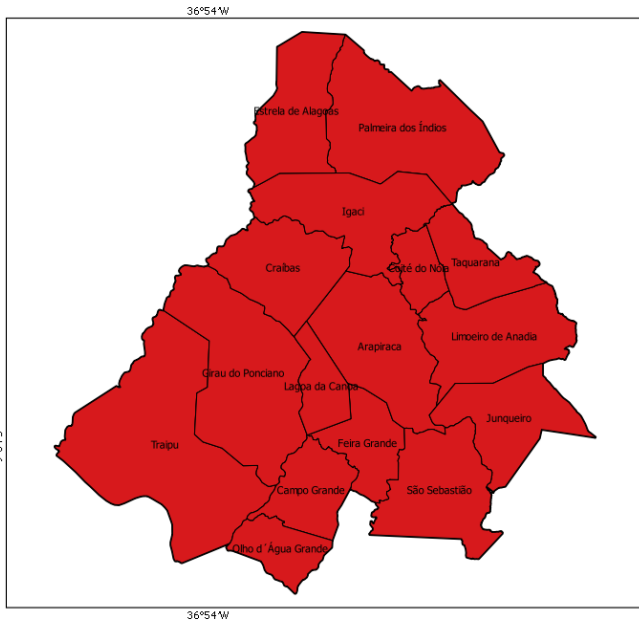 36°54'W
Estrela de Alagoas
Palmeira dos Índios
Igaci
Taquarana
Craíbas
Coité do Nóia
Limoeiro de Anadia
Arapiraca
Girau do Ponciano
Lagoa da Canoa
Junqueiro
Feira Grande
Traipu
Campo Grande
São Sebastião
Olho d´Água Grande
36°54'W